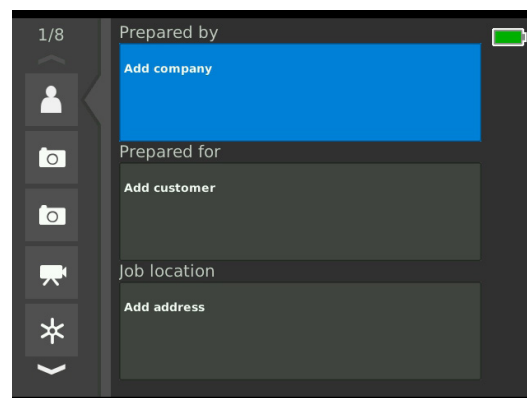 1/8
Prepared by
Add company
Prepared for
Add customer
Job location
Add address